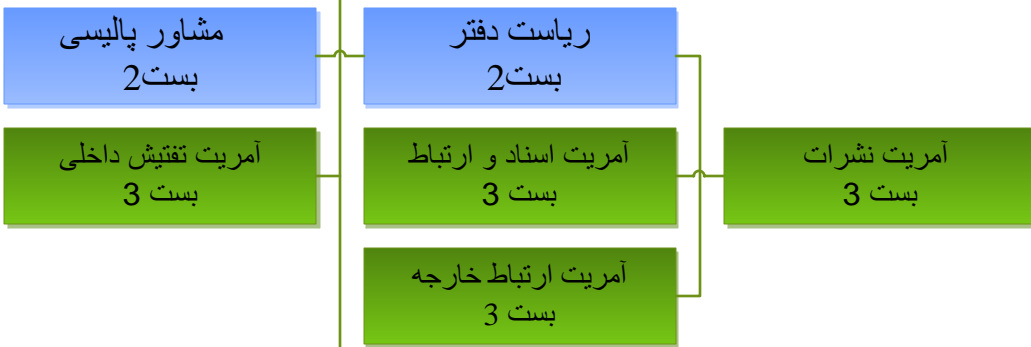 ریاست دفتر
بست2
مشاور پالیسی
بست2
آمریت نشرات
بست 3
آمریت اسناد و ارتباط
بست 3
آمریت تفتیش داخلی
بست 3
آمریت ارتباط خارجه
بست 3